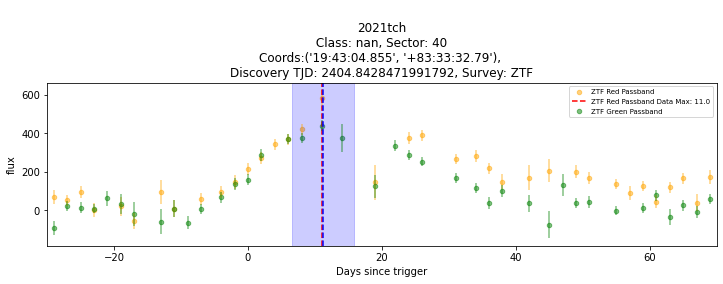 2021tch
Class: nan, Sector: 40
Coords:('19:43:04.855', '+83:33:32.79'),
Discovery TJD: 2404.8428471991792, Survey: ZTF
600
400
200
0
flux
−20
0
20
40
60
Days since trigger
ZTF Red Passband
ZTF Red Passband Data Max: 11.0
ZTF Green Passband